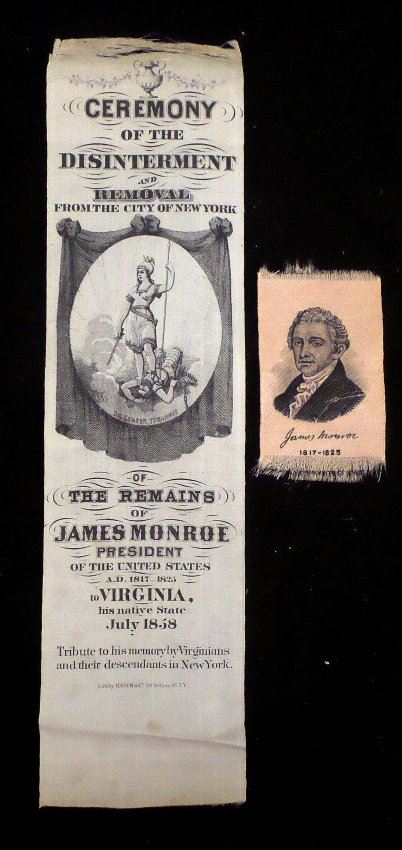 CEREMONY
OF THE
DISINTERMENT
AND
REMOVAL
FROM THE CITY OF NEW YORK
SIC SEMPER TYRANNIS
OF
THE REMAINS
OF
JAMES MONROE
PRESIDENT
OF THE UNITED STATES
A.D. 1817 1825
to VIRGINIA,
his native State
July 1858
Tribute to his memory by Virginians
and their descendants in New York.
James Monroe
1817-1825